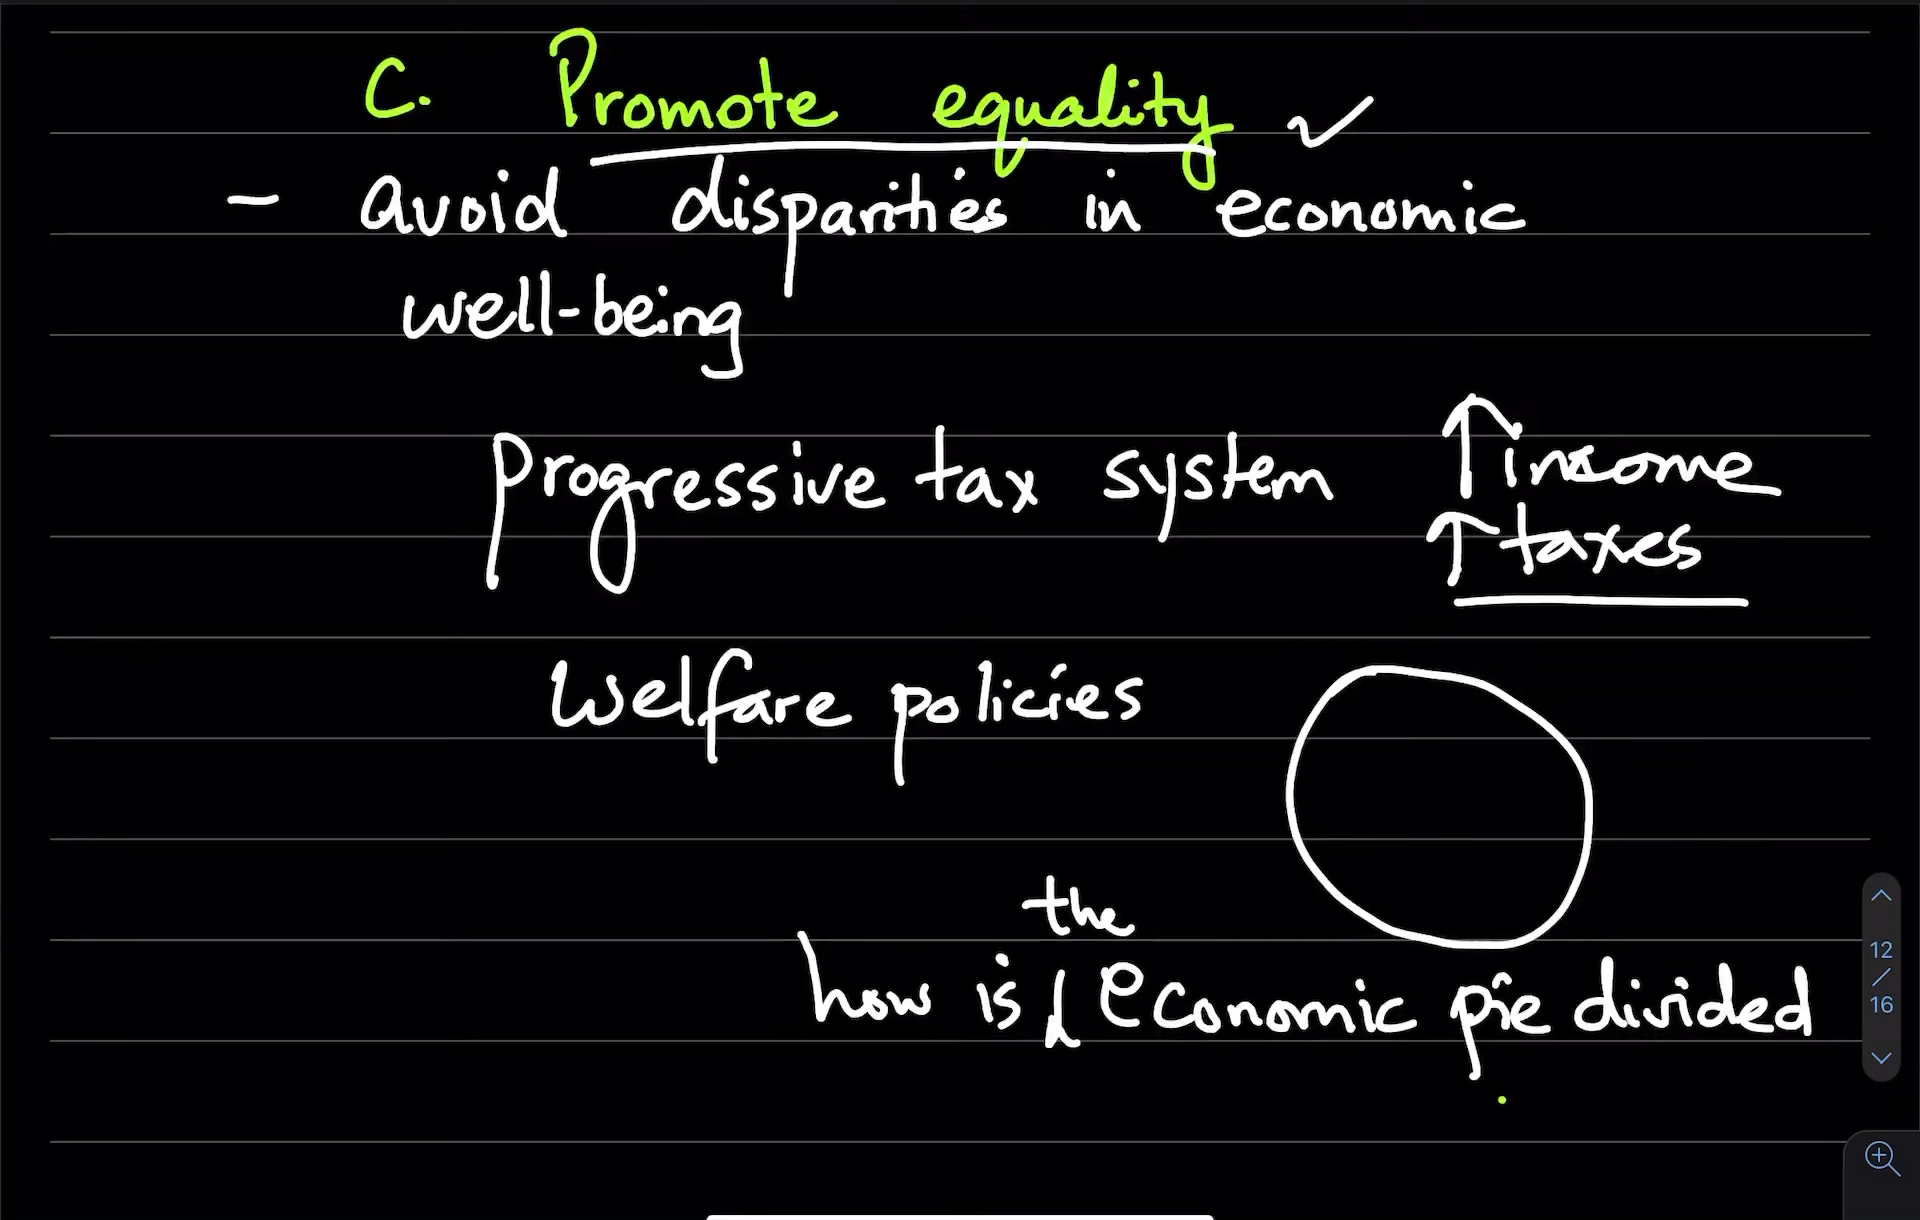 C. Promote equality ✓
- avoid disparities in economic
well-being
progressive tax system ↑ income
↑ taxes
Welfare policies
the
how is economic pie divided
12
/
16